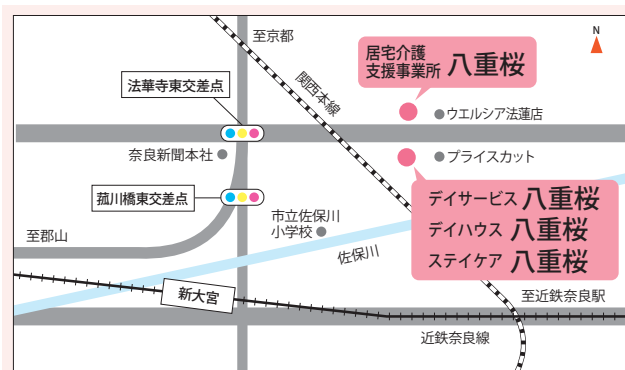 至京都
N
居宅介護
支援事業所 八重桜
法華寺東交差点
関西本線
ウエルシア法蓮店
奈良新聞本社
プライスカット
菰川橋東交差点
デイサービス 八重桜
デイハウス 八重桜
ステイケア 八重桜
市立佐保川
小学校
至郡山
佐保川
新大宮
至近鉄奈良駅
近鉄奈良線